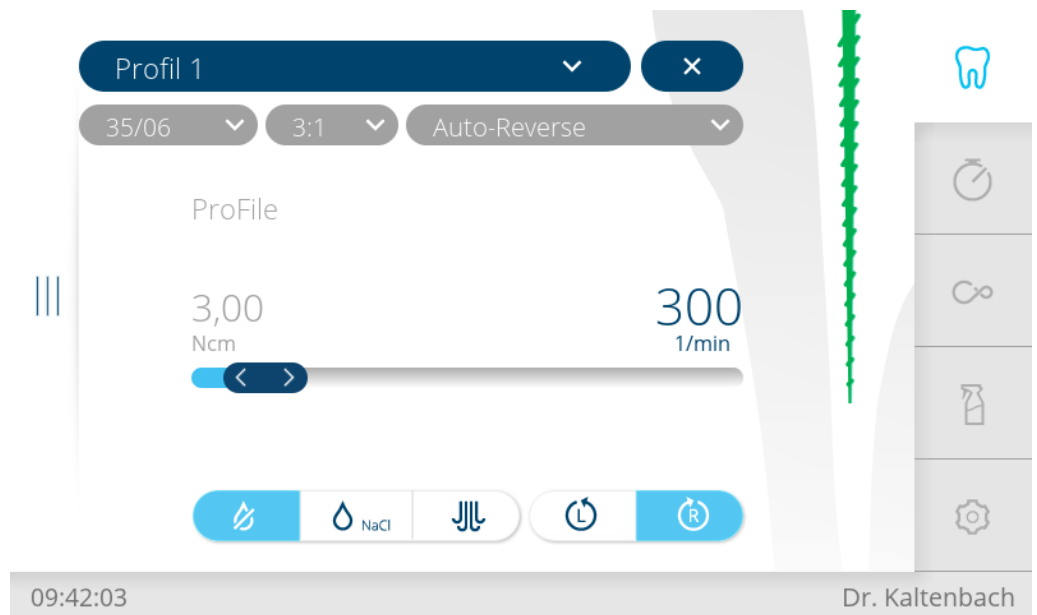 Profil 1
35/06 3:1 Auto-Reverse
ProFile
3,00 300
Ncm 1/min
NaCl L R
09:42:03 Dr. Kaltenbach